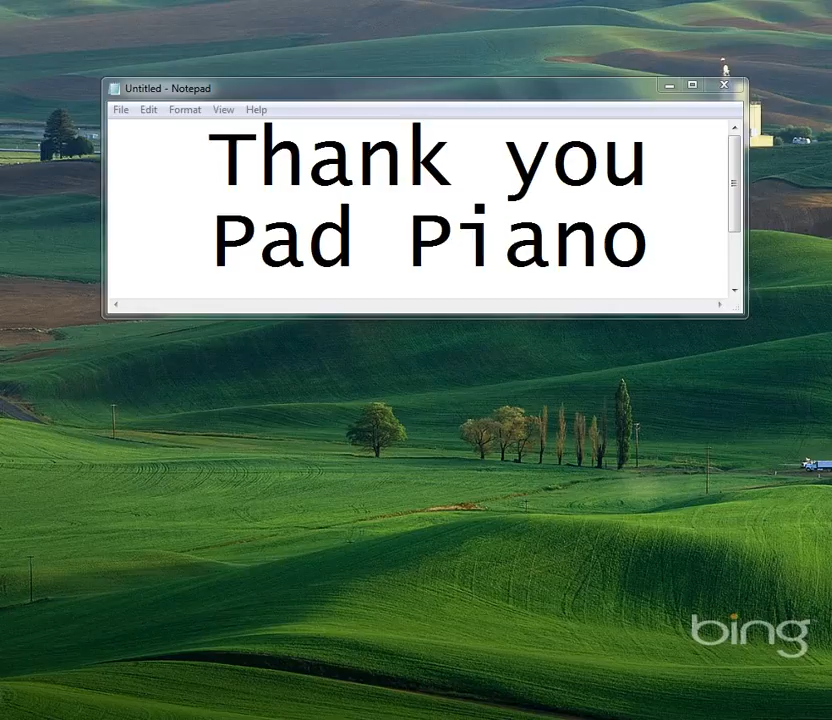 Untitled - Notepad
File Edit Format View Help
Thank you
Pad Piano
bing